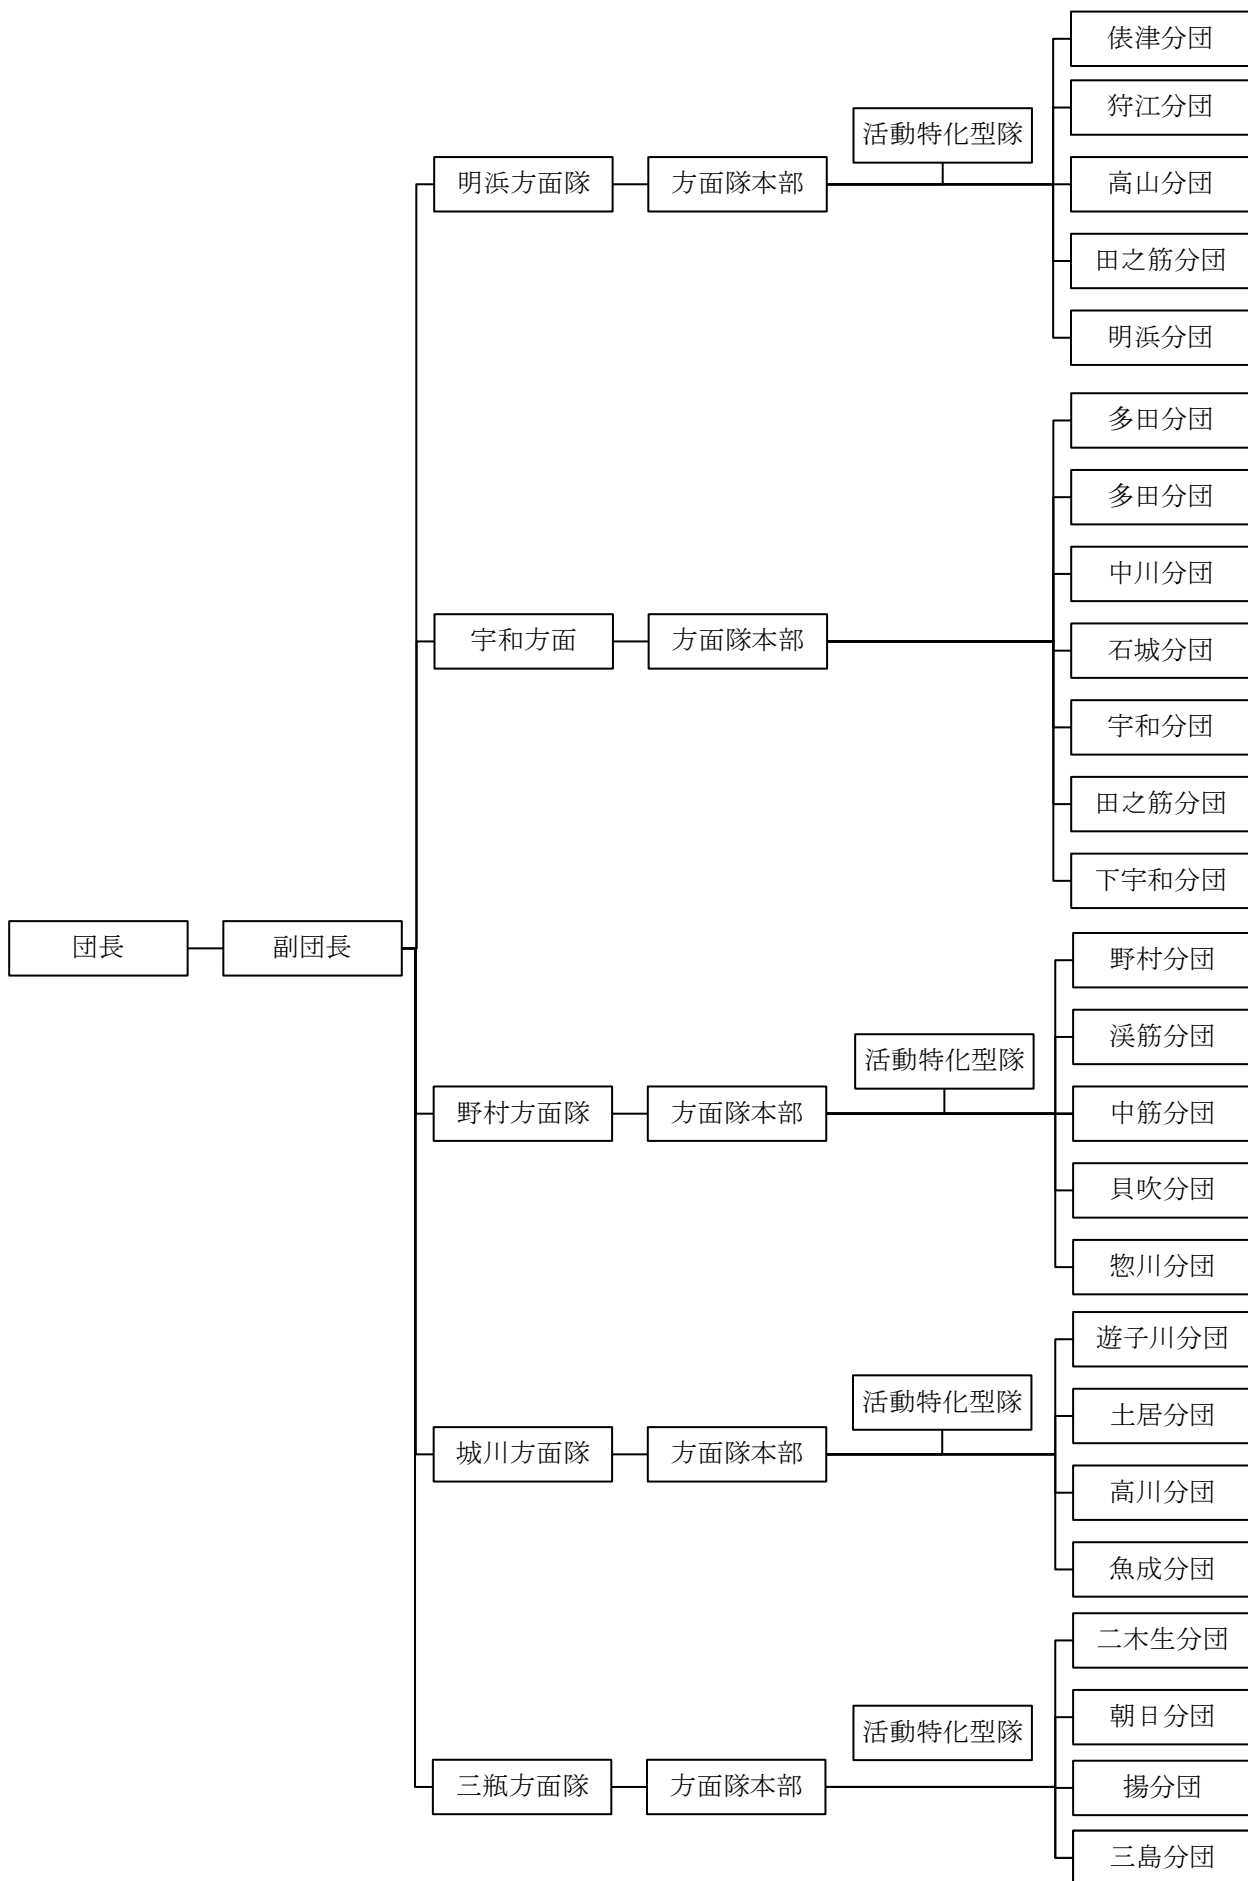 俵津分団
狩江分団
活動特化型隊
明浜方面隊
方面隊本部
高山分団
田之筋分団
明浜分団
多田分団
多田分団
中川分団
宇和方面
方面隊本部
石城分団
宇和分団
田之筋分団
下宇和分団
団長
副団長
野村分団
渓筋分団
活動特化型隊
野村方面隊
方面隊本部
中筋分団
貝吹分団
惣川分団
遊子川分団
活動特化型隊
土居分団
城川方面隊
方面隊本部
高川分団
魚成分団
二木生分団
朝日分団
活動特化型隊
三瓶方面隊
方面隊本部
揚分団
三島分団